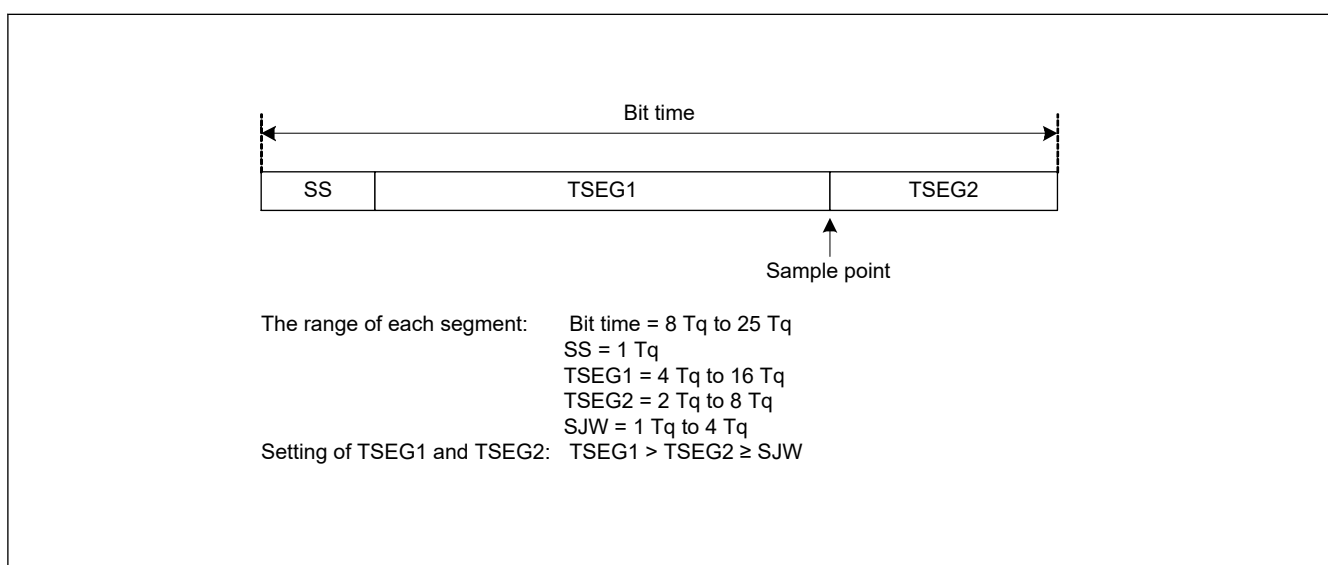 Bit time
SS TSEG1 TSEG2
Sample point
The range of each segment: Bit time = 8 Tq to 25 Tq
SS = 1 Tq
TSEG1 = 4 Tq to 16 Tq
TSEG2 = 2 Tq to 8 Tq
SJW = 1 Tq to 4 Tq
Setting of TSEG1 and TSEG2: TSEG1 > TSEG2 ≥ SJW